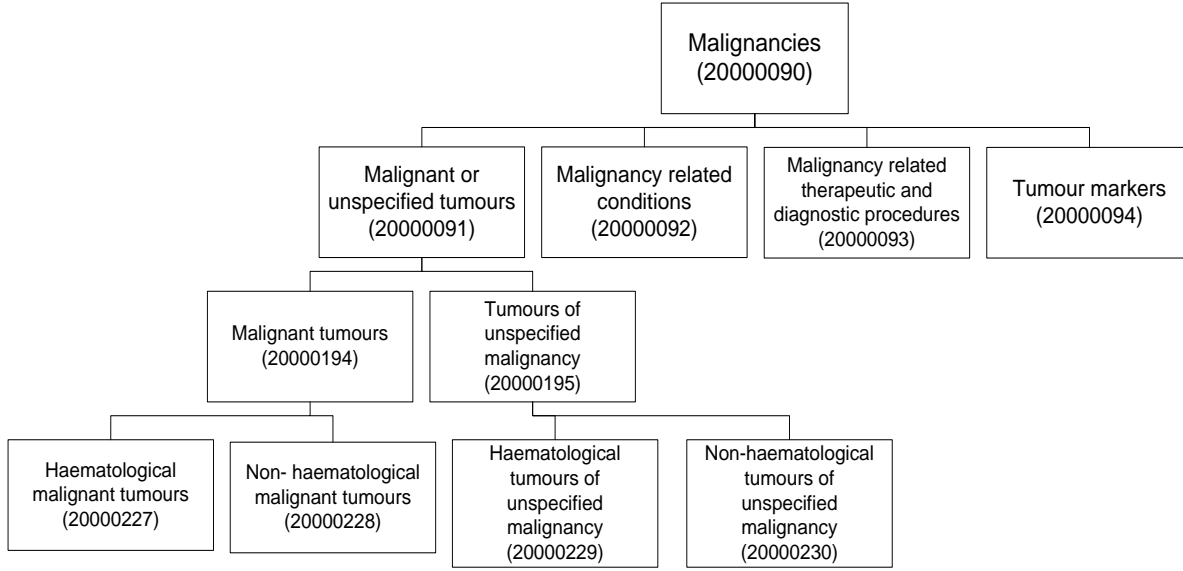 Malignancies
(20000090)
Malignant or
unspecified tumours
(20000091)
Malignancy related
conditions
(20000092)
Malignancy related
therapeutic and
diagnostic procedures
(20000093)
Tumour markers
(20000094)
Malignant tumours
(20000194)
Tumours of
unspecified
malignancy
(20000195)
Haematological
malignant tumours
(20000227)
Non- haematological
malignant tumours
(20000228)
Haematological
tumours of
unspecified
malignancy
(20000229)
Non-haematological
tumours of
unspecified
malignancy
(20000230)